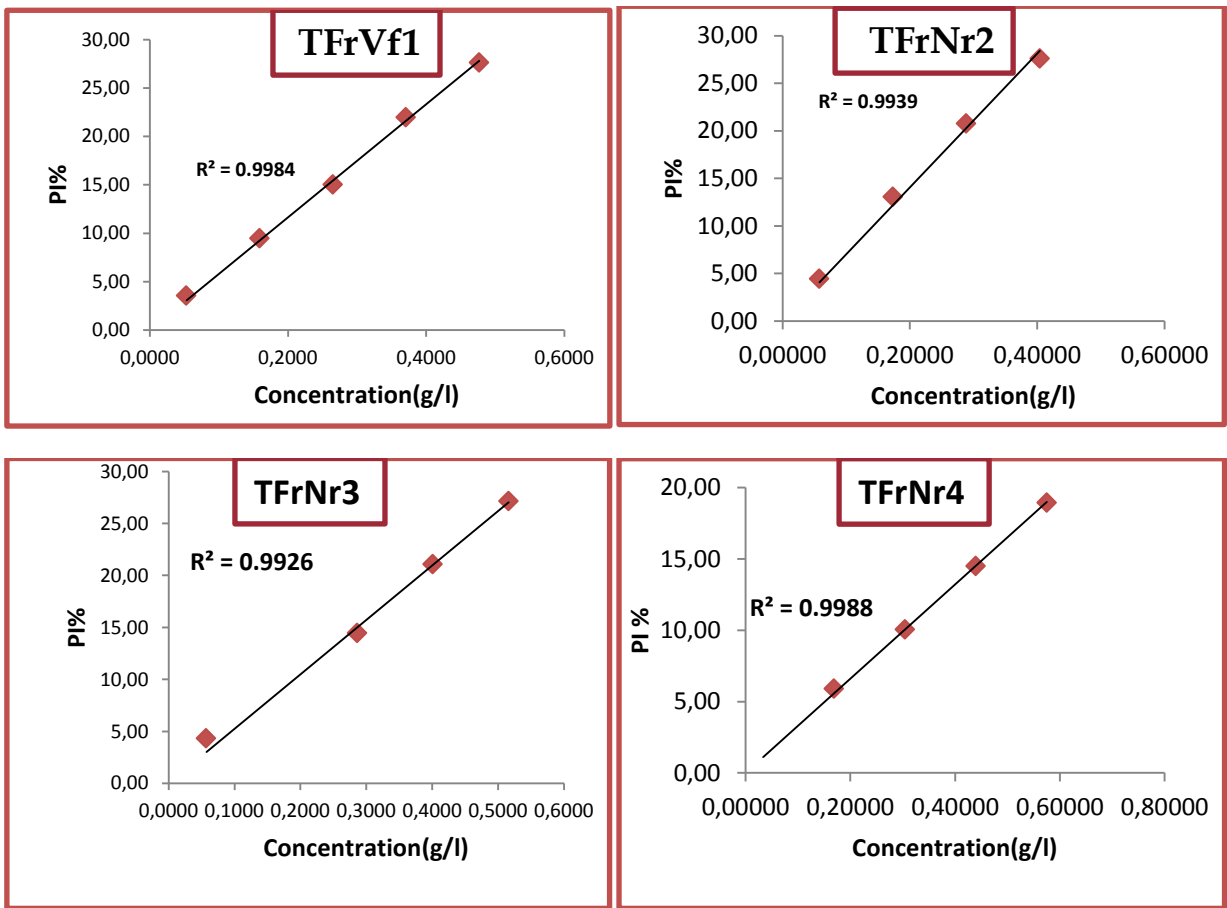 TFrVf1
30,00
25,00
20,00
15,00
10,00
5,00
0,00
PI%
R² = 0.9984
0,0000 0,2000 0,4000 0,6000
Concentration(g/l)
TFrNr2
30,00
25,00
20,00
15,00
10,00
5,00
0,00
PI%
R² = 0.9939
0,00000 0,20000 0,40000 0,60000
Concentration(g/l)
TFrNr3
30,00
25,00
20,00
15,00
10,00
5,00
0,00
PI%
R² = 0.9926
0,0000 0,1000 0,2000 0,3000 0,4000 0,5000 0,6000
Concentration(g/l)
TFrNr4
20,00
15,00
10,00
5,00
0,00
PI %
R² = 0.9988
0,00000 0,20000 0,40000 0,60000 0,80000
Concentration(g/l)